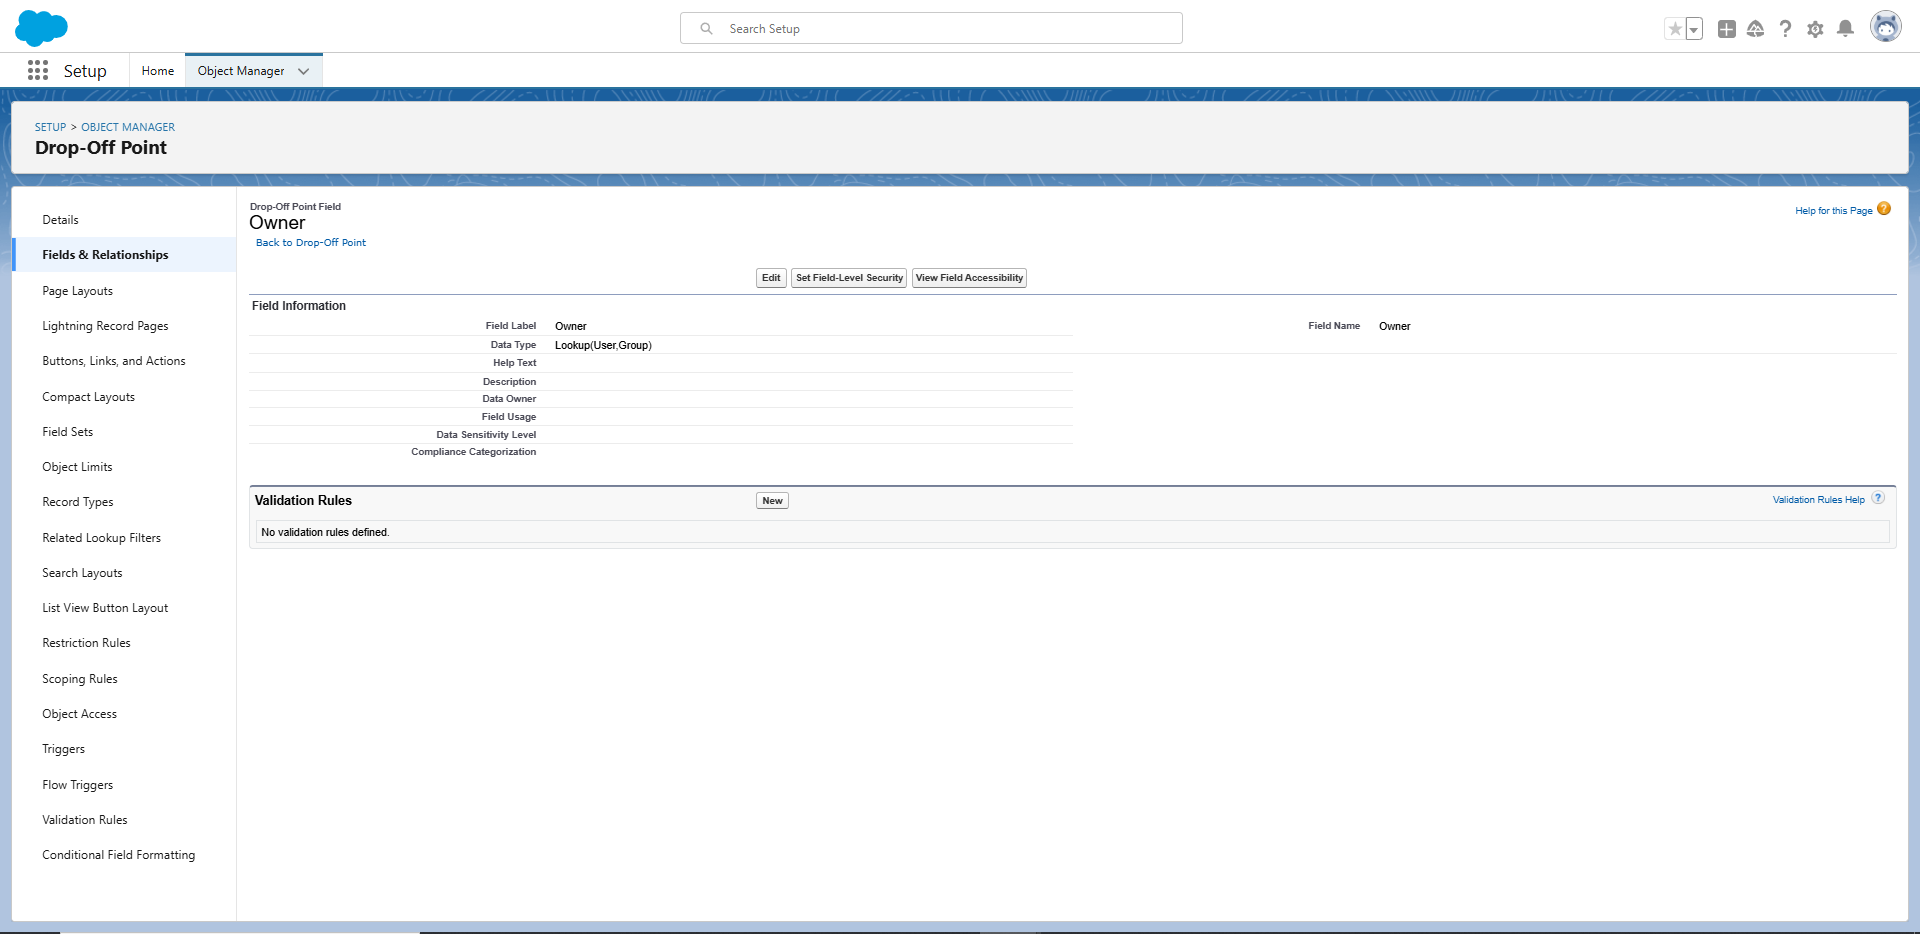 Search Setup
Setup
Home
Object Manager
SETUP > OBJECT MANAGER
Drop-Off Point
Details
Fields & Relationships
Page Layouts
Lightning Record Pages
Buttons, Links, and Actions
Compact Layouts
Field Sets
Object Limits
Record Types
Related Lookup Filters
Search Layouts
List View Button Layout
Restriction Rules
Scoping Rules
Object Access
Triggers
Flow Triggers
Validation Rules
Conditional Field Formatting
Drop-Off Point Field
Owner
Back to Drop-Off Point
Help for this Page ?
Edit Set Field-Level Security View Field Accessibility
Field Information
Field Label Owner Field Name Owner
Data Type Lookup(User,Group)
Help Text
Description
Data Owner
Field Usage
Data Sensitivity Level
Compliance Categorization
Validation Rules New Validation Rules Help ?
No validation rules defined.